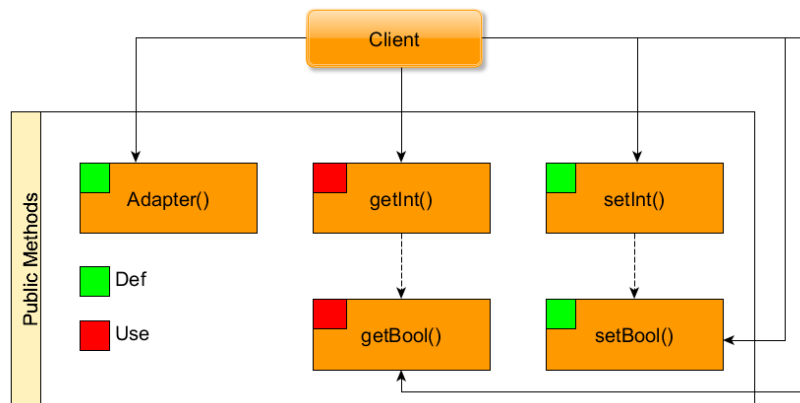 Client
Public Methods
Adapter()
getInt()
setInt()
Def
Use
getBool()
setBool()